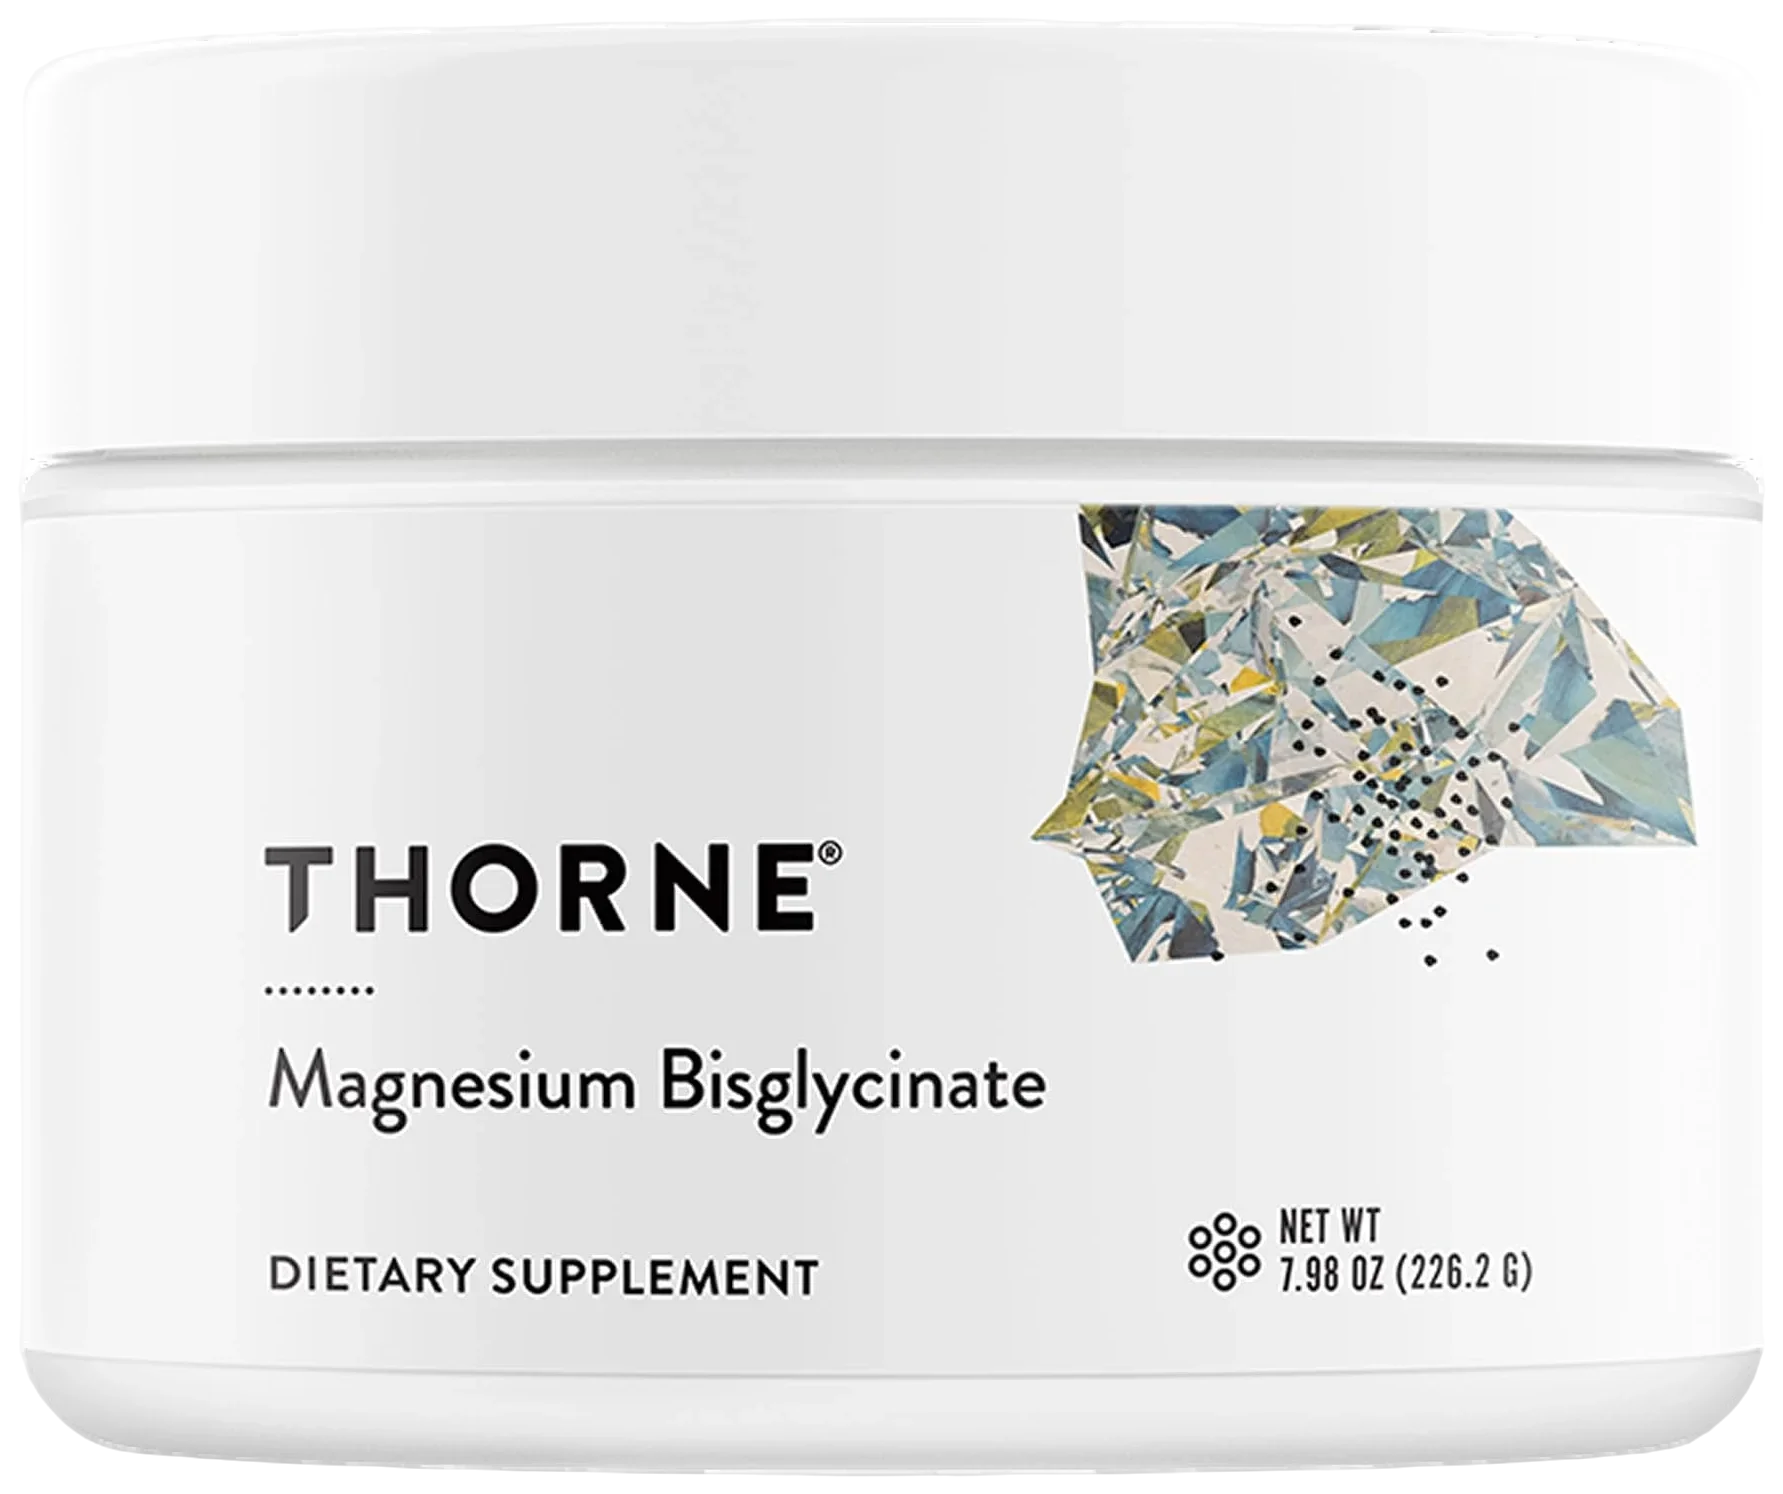 THORNE®
Magnesium Bisglycinate
DIETARY SUPPLEMENT
NET WT
7.98 OZ (226.2 G)